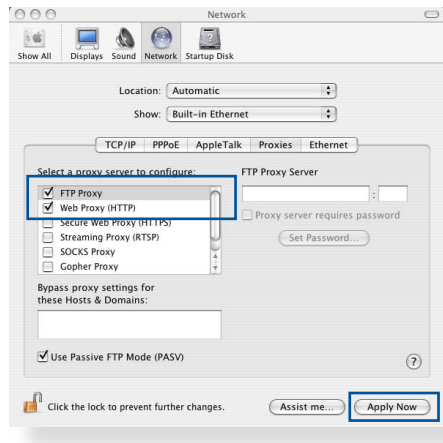 Network
Show All Displays Sound Network Startup Disk
Location: Automatic
Show: Built-in Ethernet
TCP/IP PPPoE AppleTalk Proxies Ethernet
Select a proxy server to configure:
FTP Proxy
Web Proxy (HTTP)
Secure Web Proxy (HTTPS)
Streaming Proxy (RTSP)
SOCKS Proxy
Gopher Proxy
FTP Proxy Server
:
Proxy server requires password
Set Password...
Bypass proxy settings for
these Hosts & Domains:
Use Passive FTP Mode (PASV)
?
Click the lock to prevent further changes.
Assist me...
Apply Now